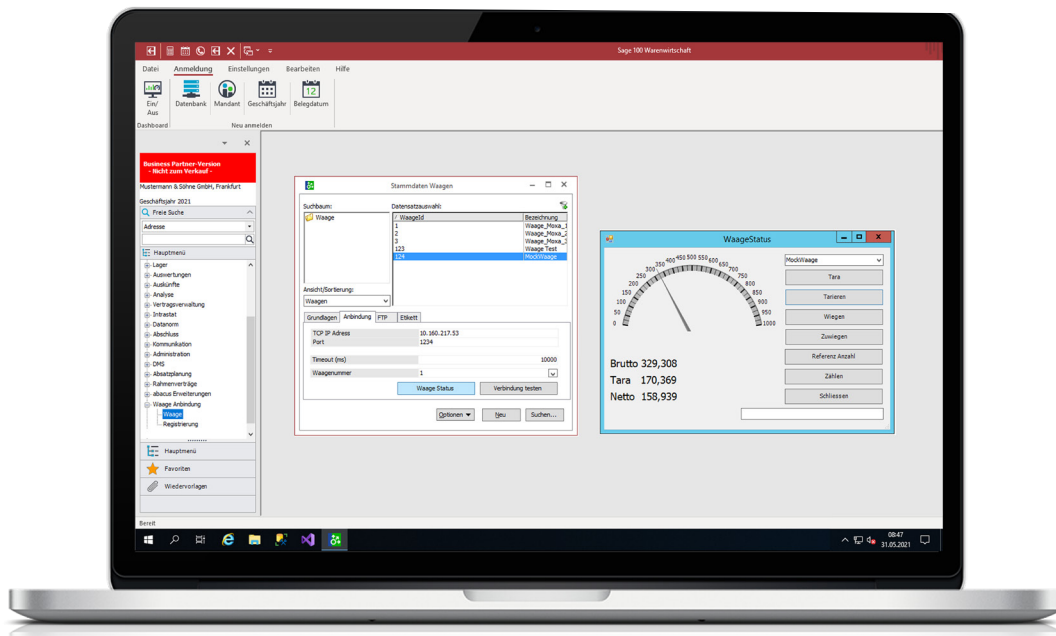 Sage 100 Warenwirtschaft
Datei Anmeldung Einstellungen Bearbeiten Hilfe
Ein/ Aus Datenbank Mandant Geschäftsjahr 12 Belegdatum
Dashboard Neu anmelden
Business Partner-Version
- Nicht zum Verkauf -
Mustermann & Söhne GmbH, Frankfurt
Geschäftsjahr 2021
Freie Suche
Adresse
Hauptmenü
Lager
Auswertungen
Auskünfte
Analyse
Vertragsverwaltung
Intrastat
Datanorm
Abschluss
Kommunikation
Administration
DMS
Absatzplanung
Rahmenverträge
abacus Erweiterungen
Waage Anbindung
Waage
Registrierung
Hauptmenü
Favoriten
Wiedervorlagen
Bereit
Stammdaten Waagen
Suchbaum:
Waage
Ansicht/Sortierung:
Waagen
Datensatzauswahl:
/ WaageId Bezeichnung
1 Waage_Moxa_1
2 Waage_Moxa_2
3 Waage_Moxa_3
123 Waage Test
124 MockWaage
Grundlagen Anbindung FTP Etikett
TCP IP Adress 10.160.217.53
Port 1234
Timeout (ms) 10000
Waagenummer 1
Waage Status Verbindung testen
Optionen Neu Suchen...
WaageStatus
0 50 100 150 200 250 300 350 400 450 500 550 600 650 700 750 800 850 900 950 1000
Brutto 329,308
Tara 170,369
Netto 158,939
MockWaage
Tara
Tarieren
Wiegen
Zuwiegen
Referenz Anzahl
Zählen
Schliessen
08:47
31.05.2021